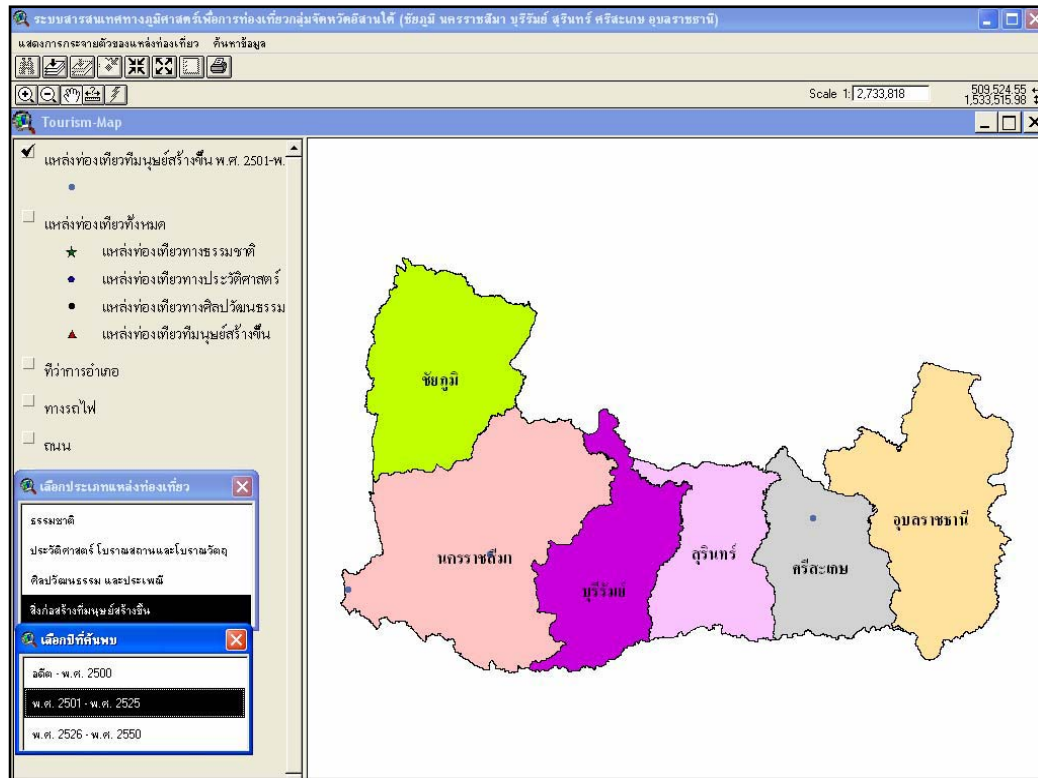 ระบบสารสนเทศทางภูมิศาสตร์เพื่อการท่องเที่ยวกลุ่มจังหวัดอีสานใต้ (ชัยภูมิ นครราชสีมา บุรีรัมย์ สุรินทร์ ศรีสะเกษ อุบลราชธานี)
แสดงการกระจายตัวของแหล่งท่องเที่ยว ค้นหาข้อมูล
Scale 1: 2,733,818
509,524.55
1,533,515.98
Tourism-Map
แหล่งท่องเที่ยวที่มนุษย์สร้างขึ้น พ.ศ. 2501-พ.
แหล่งท่องเที่ยวทั้งหมด
แหล่งท่องเที่ยวทางธรรมชาติ
แหล่งท่องเที่ยวทางประวัติศาสตร์
แหล่งท่องเที่ยวทางศิลปวัฒนธรรม
แหล่งท่องเที่ยวที่มนุษย์สร้างขึ้น
ที่ว่าการอำเภอ
ทางรถไฟ
ถนน
เลือกประเภทแหล่งท่องเที่ยว
ธรรมชาติ
ประวัติศาสตร์ โบราณสถานและโบราณวัตถุ
ศิลปวัฒนธรรม และประเพณี
สิ่งก่อสร้างที่มนุษย์สร้างขึ้น
เลือกปีที่ค้นพบ
อดีต - พ.ศ. 2500
พ.ศ. 2501 - พ.ศ. 2525
พ.ศ. 2526 - พ.ศ. 2550
ชัยภูมิ
นครราชสีมา
บุรีรัมย์
สุรินทร์
ศรีสะเกษ
อุบลราชธานี